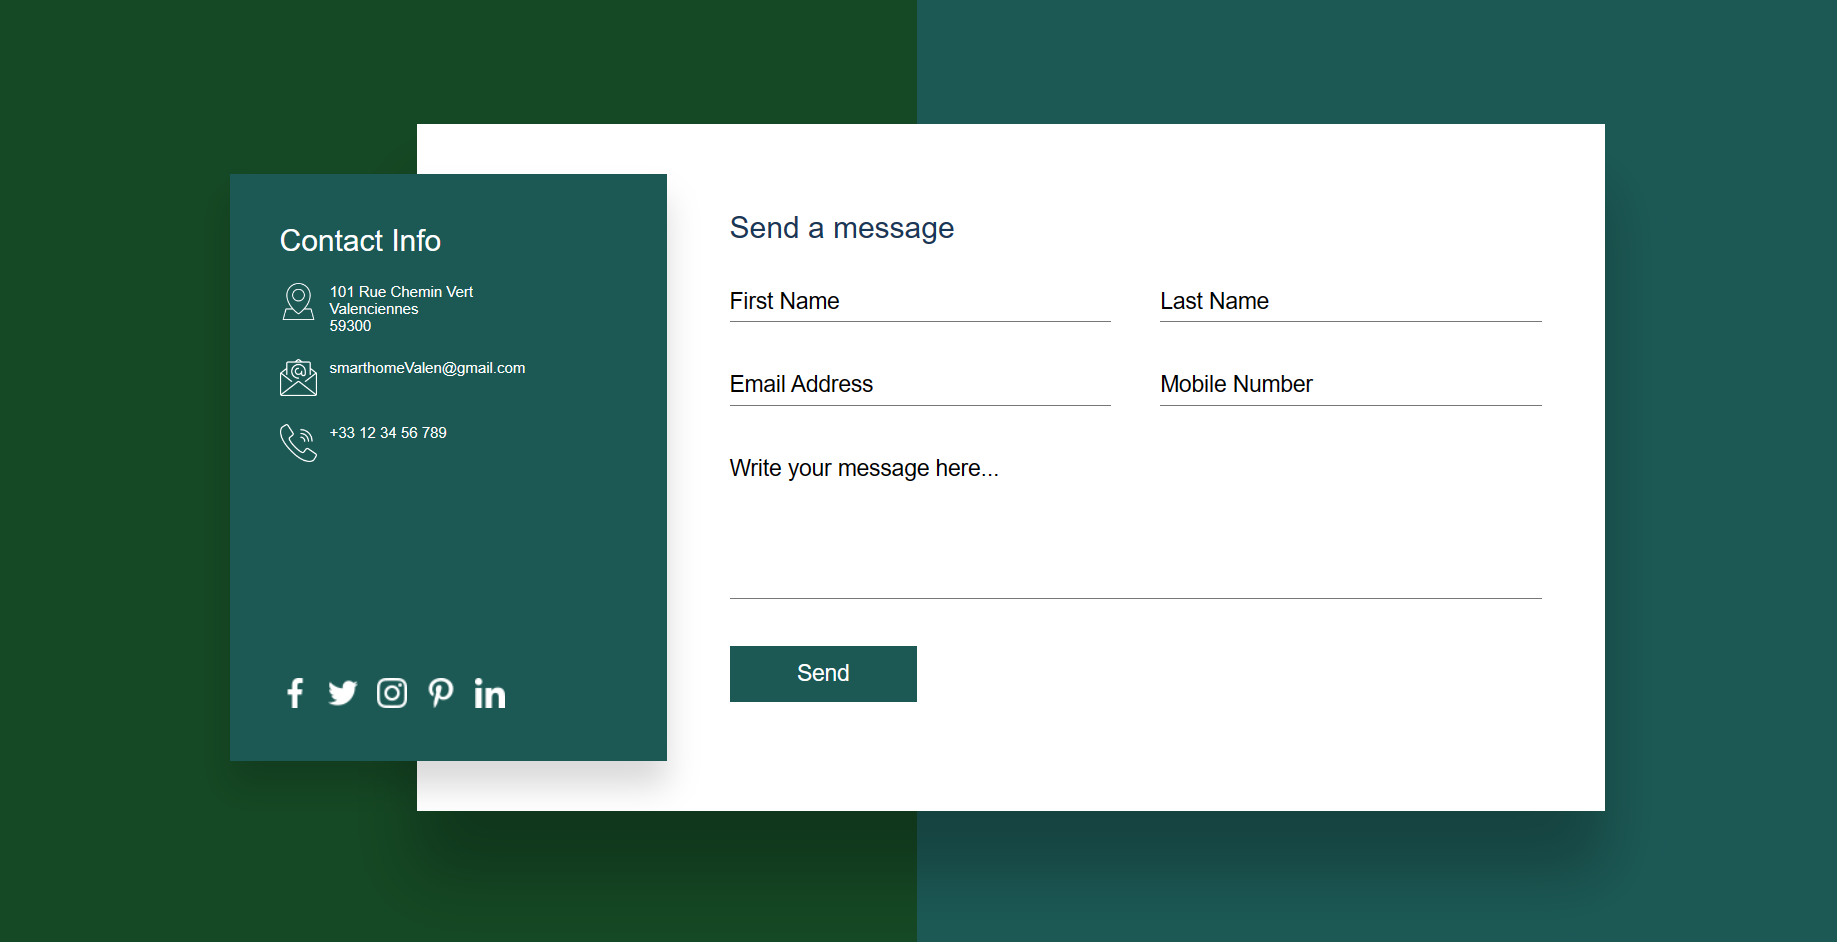 Contact Info
101 Rue Chemin Vert
Valenciennes
59300
smarthomeValen@gmail.com
+33 12 34 56 789
Send a message
First Name
Last Name
Email Address
Mobile Number
Write your message here...
Send